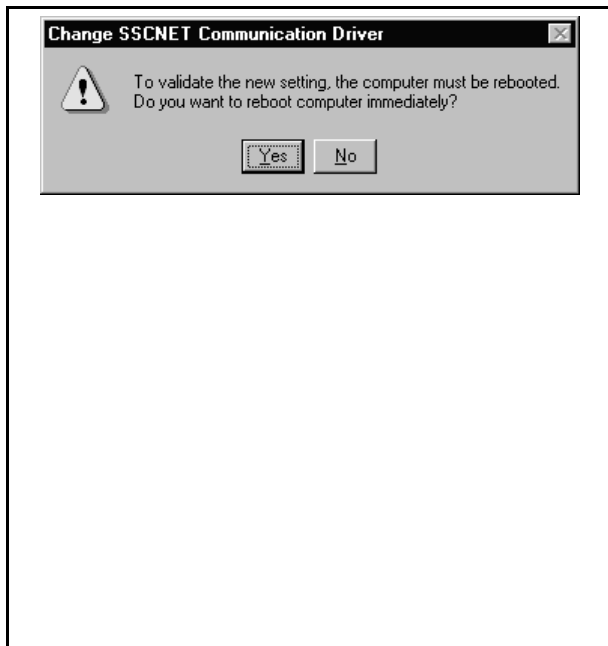 Change SSCNET Communication Driver
To validate the new setting, the computer must be rebooted.
Do you want to reboot computer immediately?
Yes No